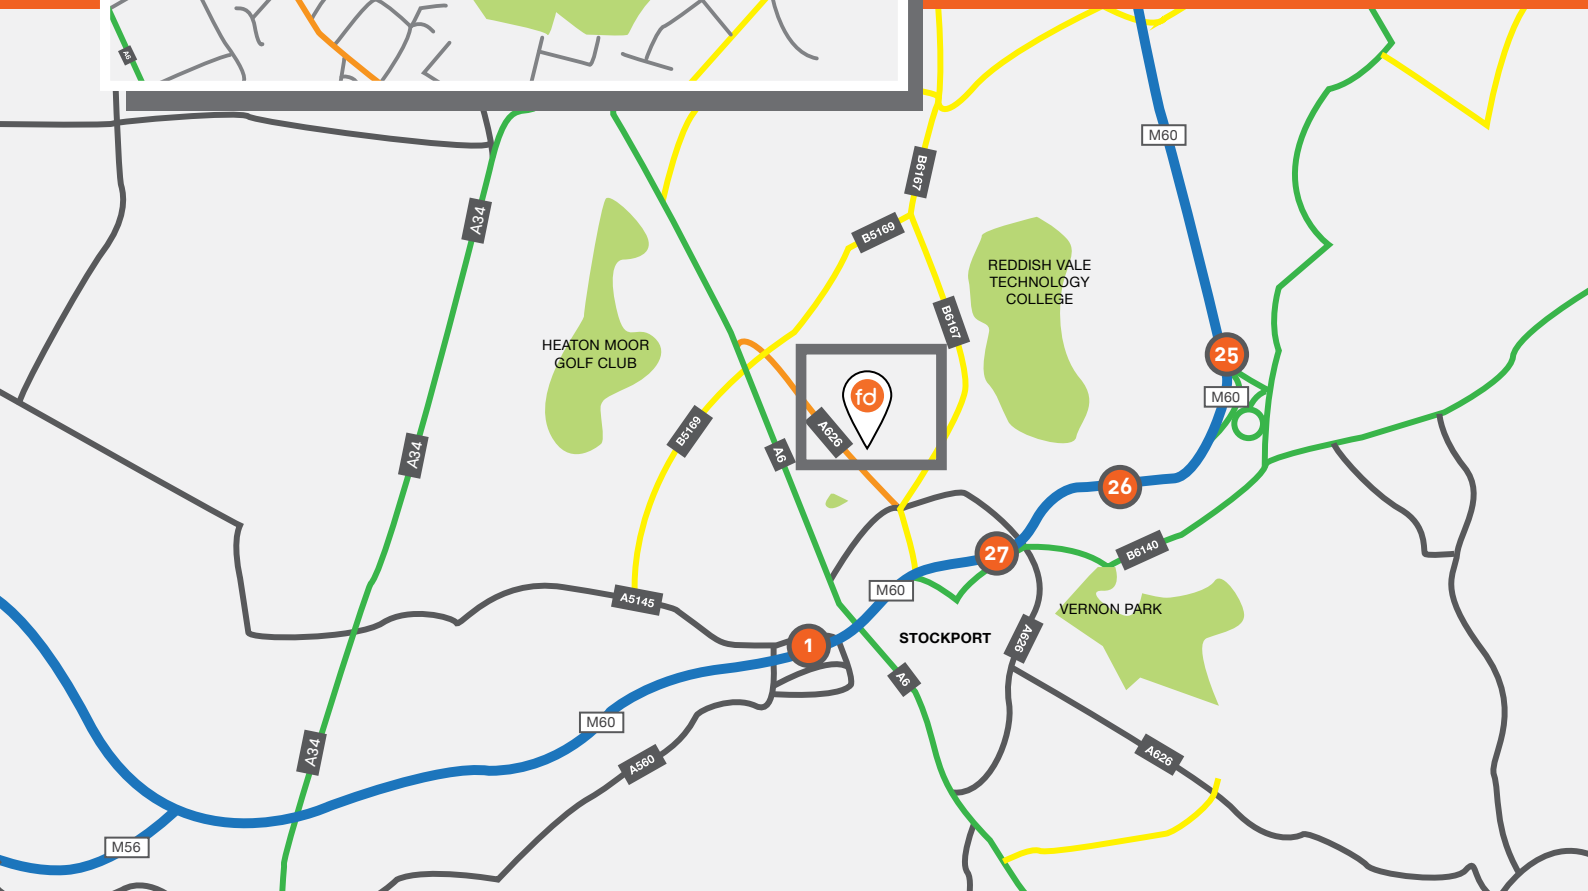 A6
M60
B6167
B5169
A34
REDDISH VALE
TECHNOLOGY
COLLEGE
B6167
HEATON MOOR
GOLF CLUB
25
M60
fd
B5169
A626
A34
A6
26
27
B6140
M60
A5145
VERNON PARK
1
STOCKPORT
A626
A6
M60
A34
A560
A626
M56